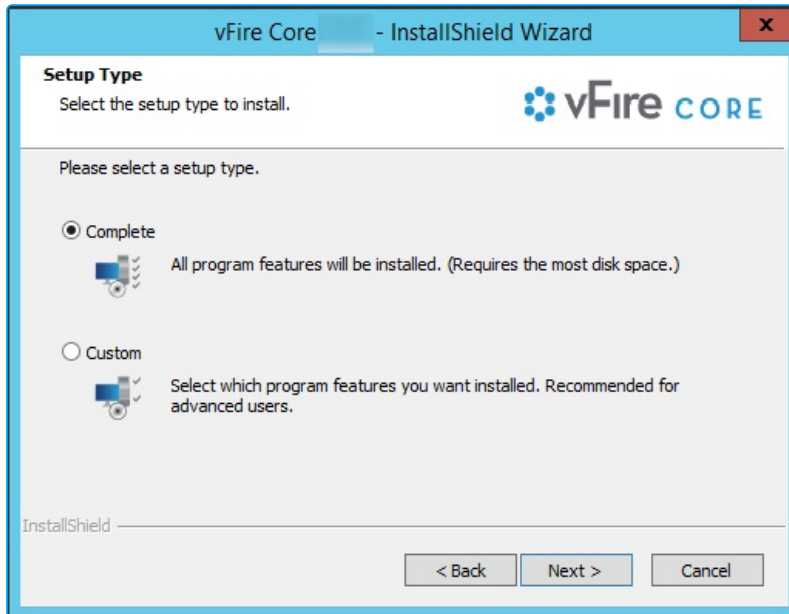 vFire Core - InstallShield Wizard
x
Setup Type
Select the setup type to install.
vFire CORE
Please select a setup type.
Complete
All program features will be installed. (Requires the most disk space.)
Custom
Select which program features you want installed. Recommended for
advanced users.
InstallShield
< Back Next > Cancel